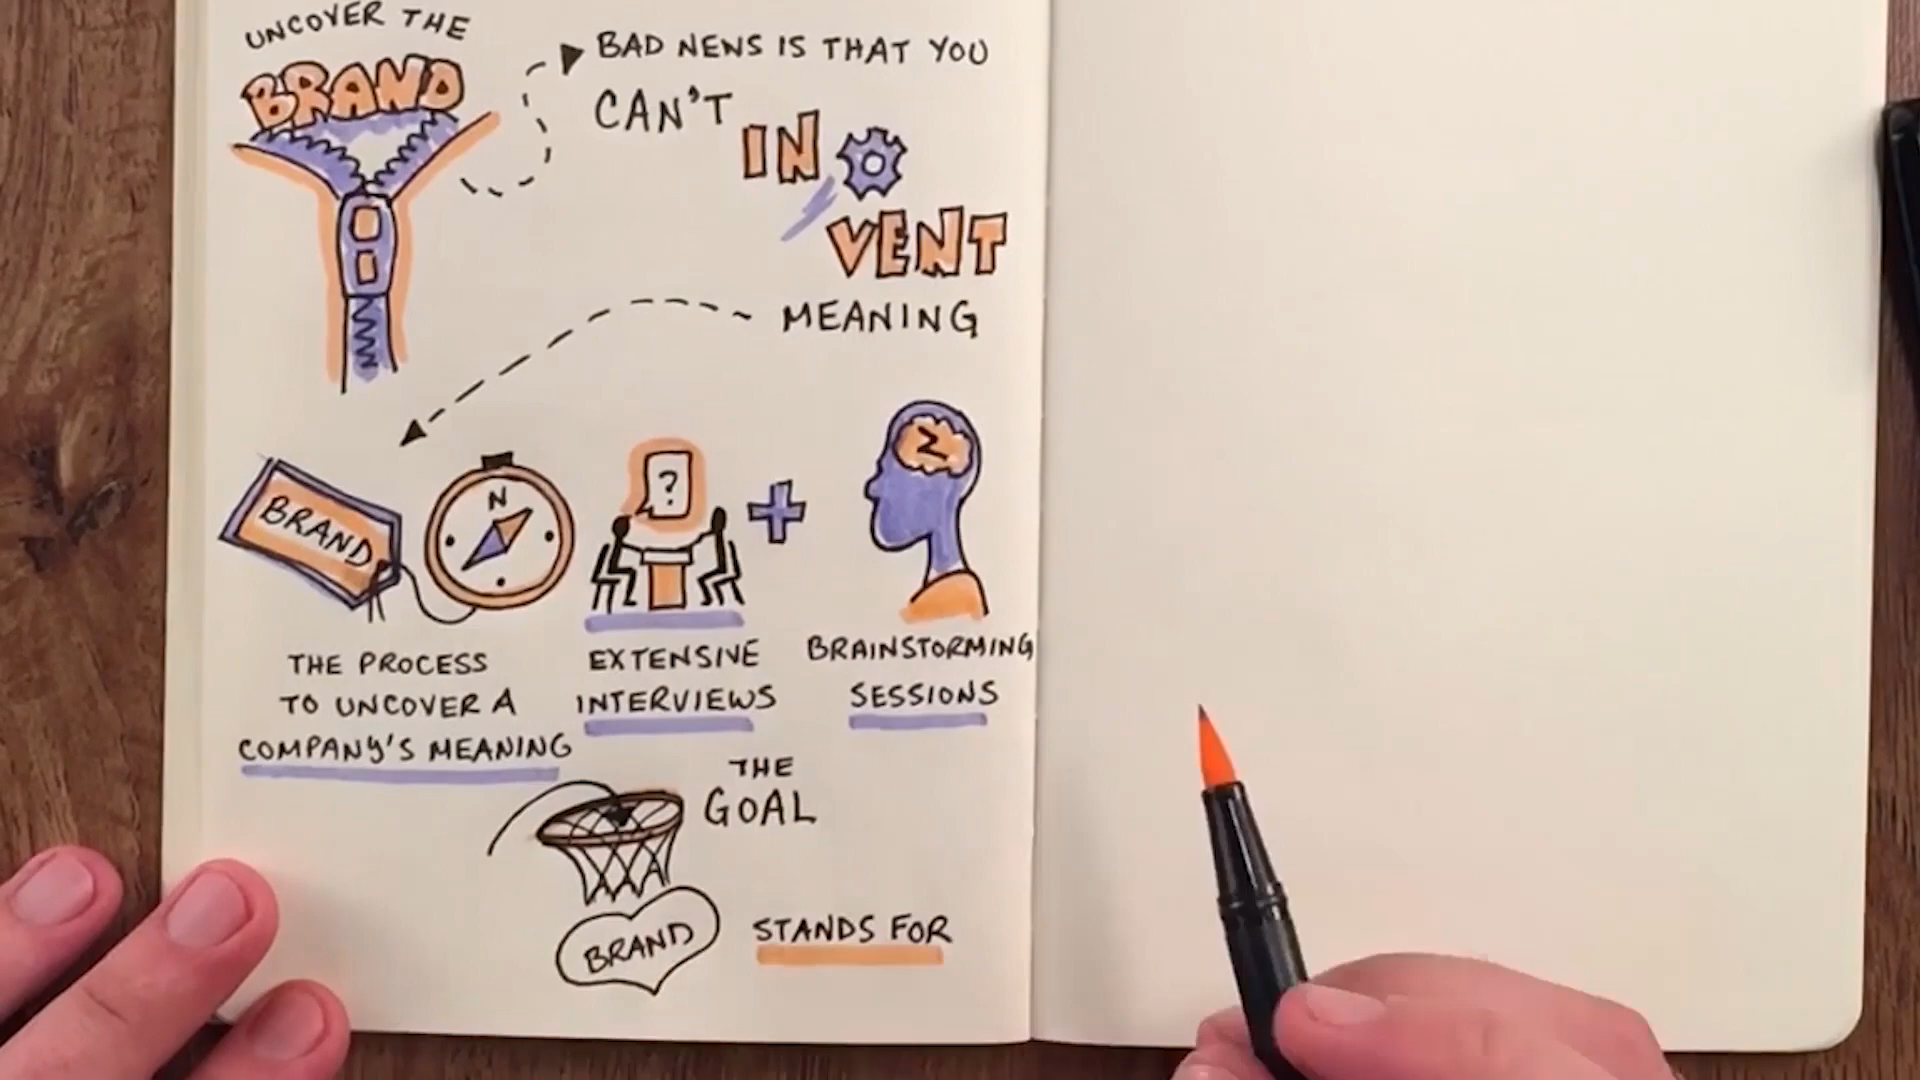 UNCOVER THE
BRAND
BAD NEWS IS THAT YOU
CAN'T
IN
VENT
MEANING
BRAND
N
?
THE PROCESS
TO UNCOVER A
COMPANY'S MEANING
EXTENSIVE
INTERVIEWS
BRAINSTORMING
SESSIONS
THE
GOAL
BRAND
STANDS FOR